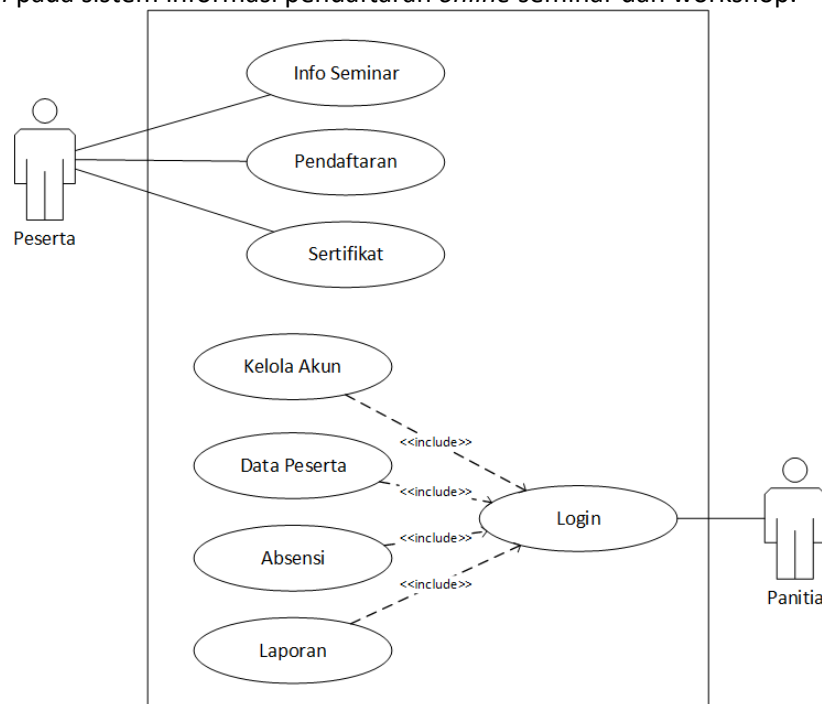 pada sistem informasi pendaftaran online seminar dan workshop.
Info Seminar
Pendaftaran
Peserta
Sertifikat
Kelola Akun
<<include>>
Data Peserta
<<include>>
Login
<<include>>
Absensi
<<include>>
Panitia
Laporan